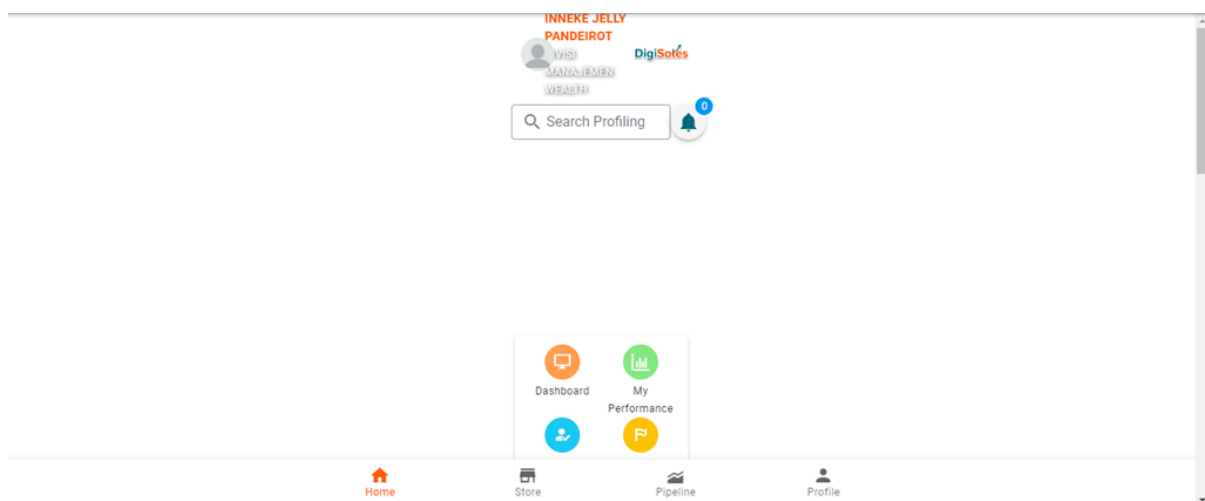 INNEKE JELLY
PANDEIROT
VISI
MANAJEMEN
WEALTH
DigiSales
Search Profiling
0
Dashboard
My
Performance
Home
Store
Pipeline
Profile